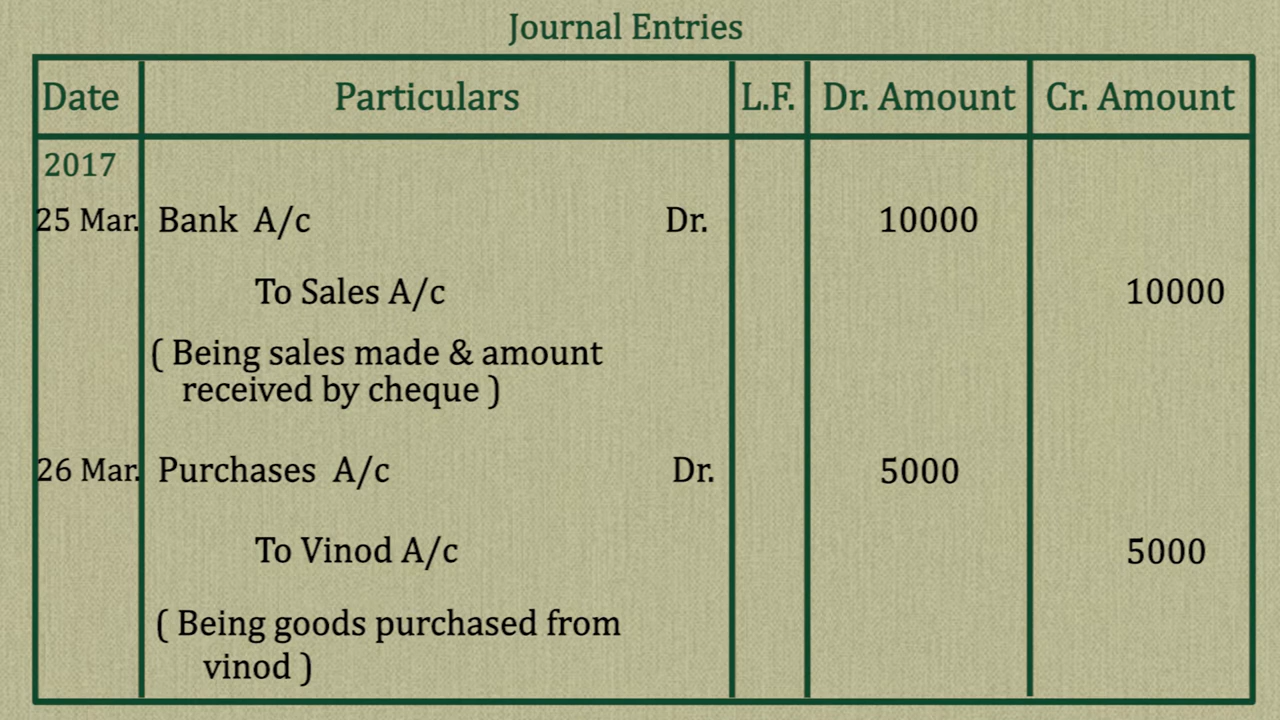 Journal Entries
Date Particulars L.F. Dr. Amount Cr. Amount
2017
25 Mar. Bank A/c Dr. 10000
To Sales A/c 10000
( Being sales made & amount
received by cheque )
26 Mar. Purchases A/c Dr. 5000
To Vinod A/c 5000
( Being goods purchased from
vinod )